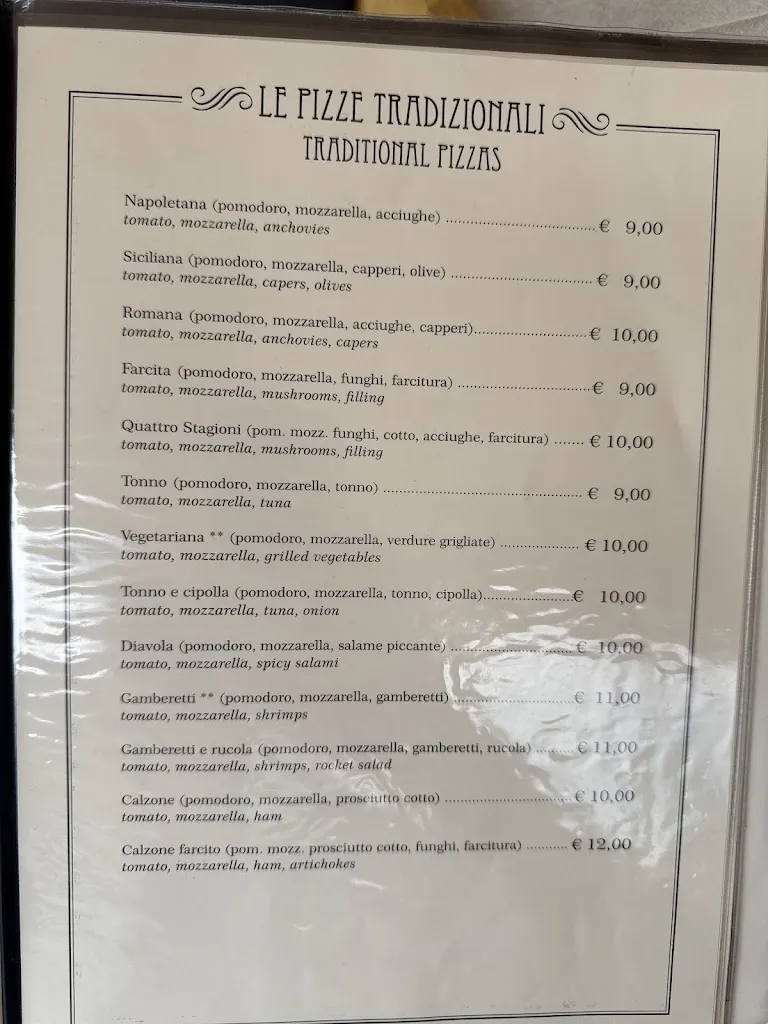 LE PIZZE TRADIZIONALI
TRADITIONAL PIZZAS
Napoletana (pomodoro, mozzarella, acciughe) ..................................... € 9,00
tomato, mozzarella, anchovies
Siciliana (pomodoro, mozzarella, capperi, olive) ................................... € 9,00
tomato, mozzarella, capers, olives
Romana (pomodoro, mozzarella, acciughe, capperi)............................ € 10,00
tomato, mozzarella, anchovies, capers
Farcita (pomodoro, mozzarella, funghi, farcitura) ................................. € 9,00
tomato, mozzarella, mushrooms, filling
Quattro Stagioni (pom. mozz. funghi, cotto, acciughe, farcitura) ....... € 10,00
tomato, mozzarella, mushrooms, filling
Tonno (pomodoro, mozzarella, tonno) ................................................. € 9,00
tomato, mozzarella, tuna
Vegetariana ** (pomodoro, mozzarella, verdure grigliate) ................... € 10,00
tomato, mozzarella, grilled vegetables
Tonno e cipolla (pomodoro, mozzarella, tonno, cipolla)...................... € 10,00
tomato, mozzarella, tuna, onion
Diavola (pomodoro, mozzarella, salame piccante) .............................. € 10,00
tomato, mozzarella, spicy salami
Gamberetti ** (pomodoro, mozzarella, gamberetti) ............................. € 11,00
tomato, mozzarella, shrimps
Gamberetti e rucola (pomodoro, mozzarella, gamberetti, rucola) ......... € 11,00
tomato, mozzarella, shrimps, rocket salad
Calzone (pomodoro, mozzarella, prosciutto cotto) ............................... € 10,00
tomato, mozzarella, ham
Calzone farcito (pom. mozz. prosciutto cotto, funghi, farcitura) .......... € 12,00
tomato, mozzarella, ham, artichokes